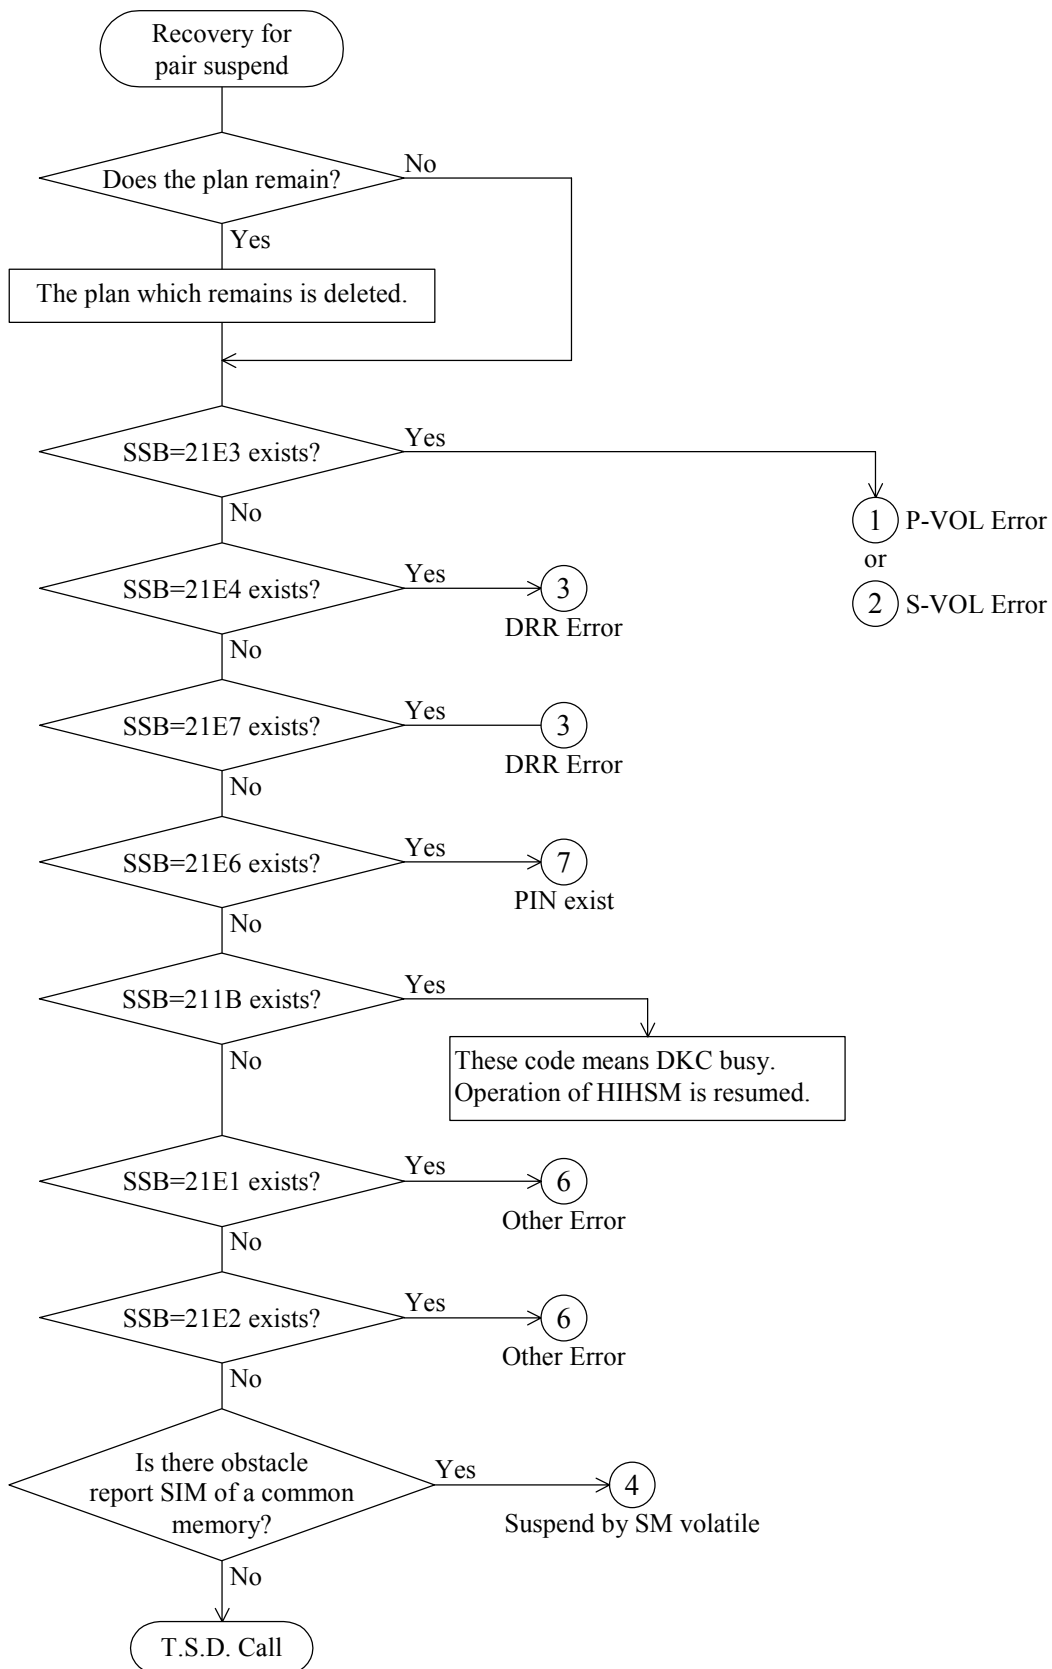 Recovery for
pair suspend
Does the plan remain?
No
Yes
The plan which remains is deleted.
SSB=21E3 exists?
Yes
1 P-VOL Error
or
2 S-VOL Error
No
SSB=21E4 exists?
Yes
3
DRR Error
No
SSB=21E7 exists?
Yes
3
DRR Error
No
SSB=21E6 exists?
Yes
7
PIN exist
No
SSB=211B exists?
Yes
These code means DKC busy.
Operation of HIHSM is resumed.
No
SSB=21E1 exists?
Yes
6
Other Error
No
SSB=21E2 exists?
Yes
6
Other Error
No
Is there obstacle
report SIM of a common
memory?
Yes
4
Suspend by SM volatile
No
T.S.D. Call